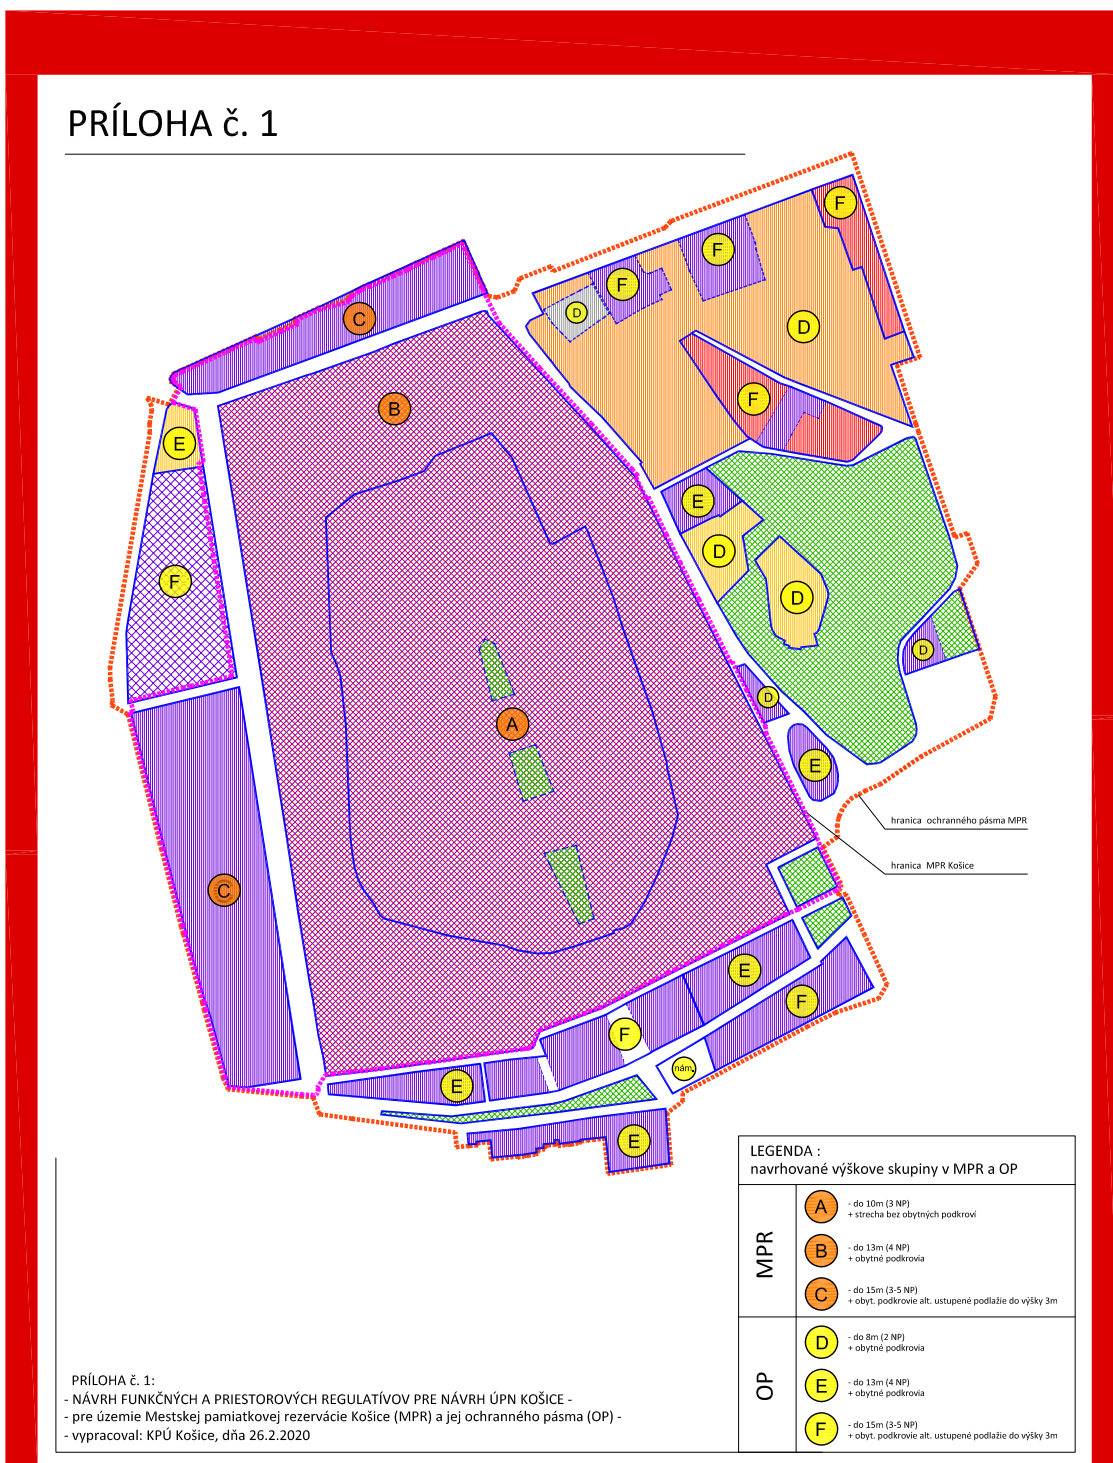 PRÍLOHA č. 1
F
F
F
D
D
C
F
B
E
E
D
F
D
D
D
A
E
hranica ochranného pásma MPR
hranica MPR Košice
C
E
F
F
nám.
E
E
LEGENDA :
navrhované výškove skupiny v MPR a OP
MPR
A
- do 10m (3 NP)
+ strecha bez obytných podkroví
B
- do 13m (4 NP)
+ obytné podkrovia
C
- do 15m (3-5 NP)
+ obyt. podkrovie alt. ustupené podlažie do výšky 3m
OP
D
- do 8m (2 NP)
+ obytné podkrovia
E
- do 13m (4 NP)
+ obytné podkrovia
F
- do 15m (3-5 NP)
+ obyt. podkrovie alt. ustupené podlažie do výšky 3m
PRÍLOHA č. 1:
- NÁVRH FUNKČNÝCH A PRIESTOROVÝCH REGULATÍVOV PRE NÁVRH ÚPN KOŠICE -
- pre územie Mestskej pamiatkovej rezervácie Košice (MPR) a jej ochranného pásma (OP) -
- vypracoval: KPÚ Košice, dňa 26.2.2020